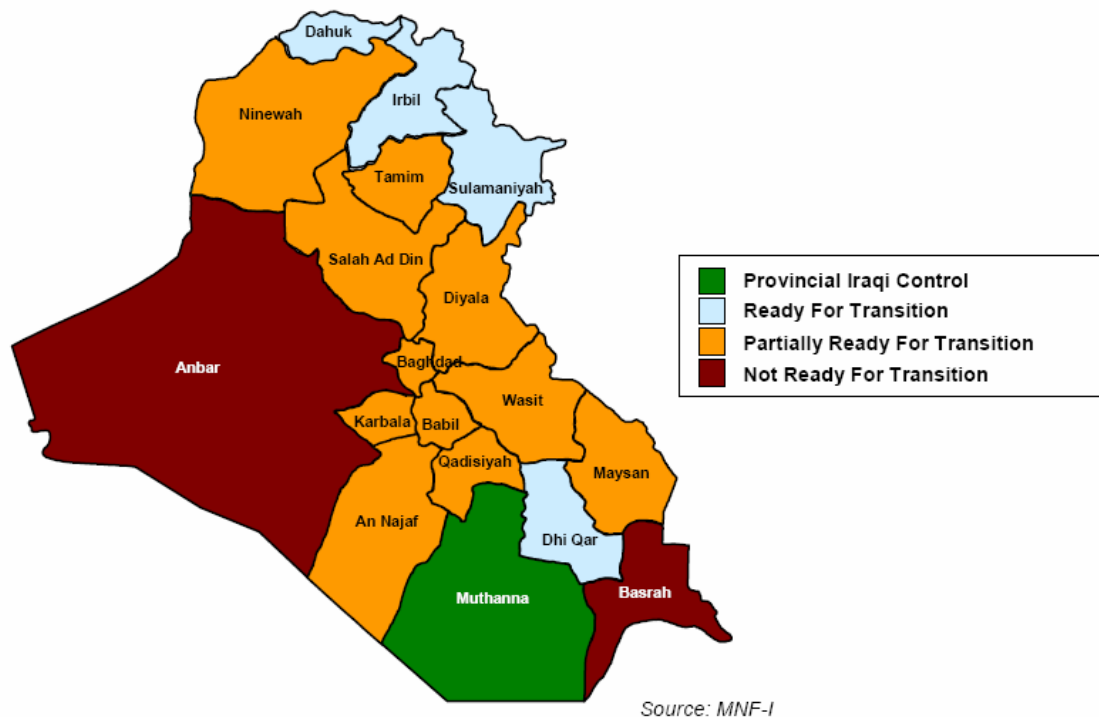 Dahuk
Irbil
Ninewah
Tamim
Sulamaniyah
Salah Ad Din
Diyala
Provincial Iraqi Control
Ready For Transition
Partially Ready For Transition
Not Ready For Transition
Anbar
Baghdad
Wasit
Karbala
Babil
Qadisiyah
Maysan
An Najaf
Dhi Qar
Muthanna
Basrah
Source: MNF-I